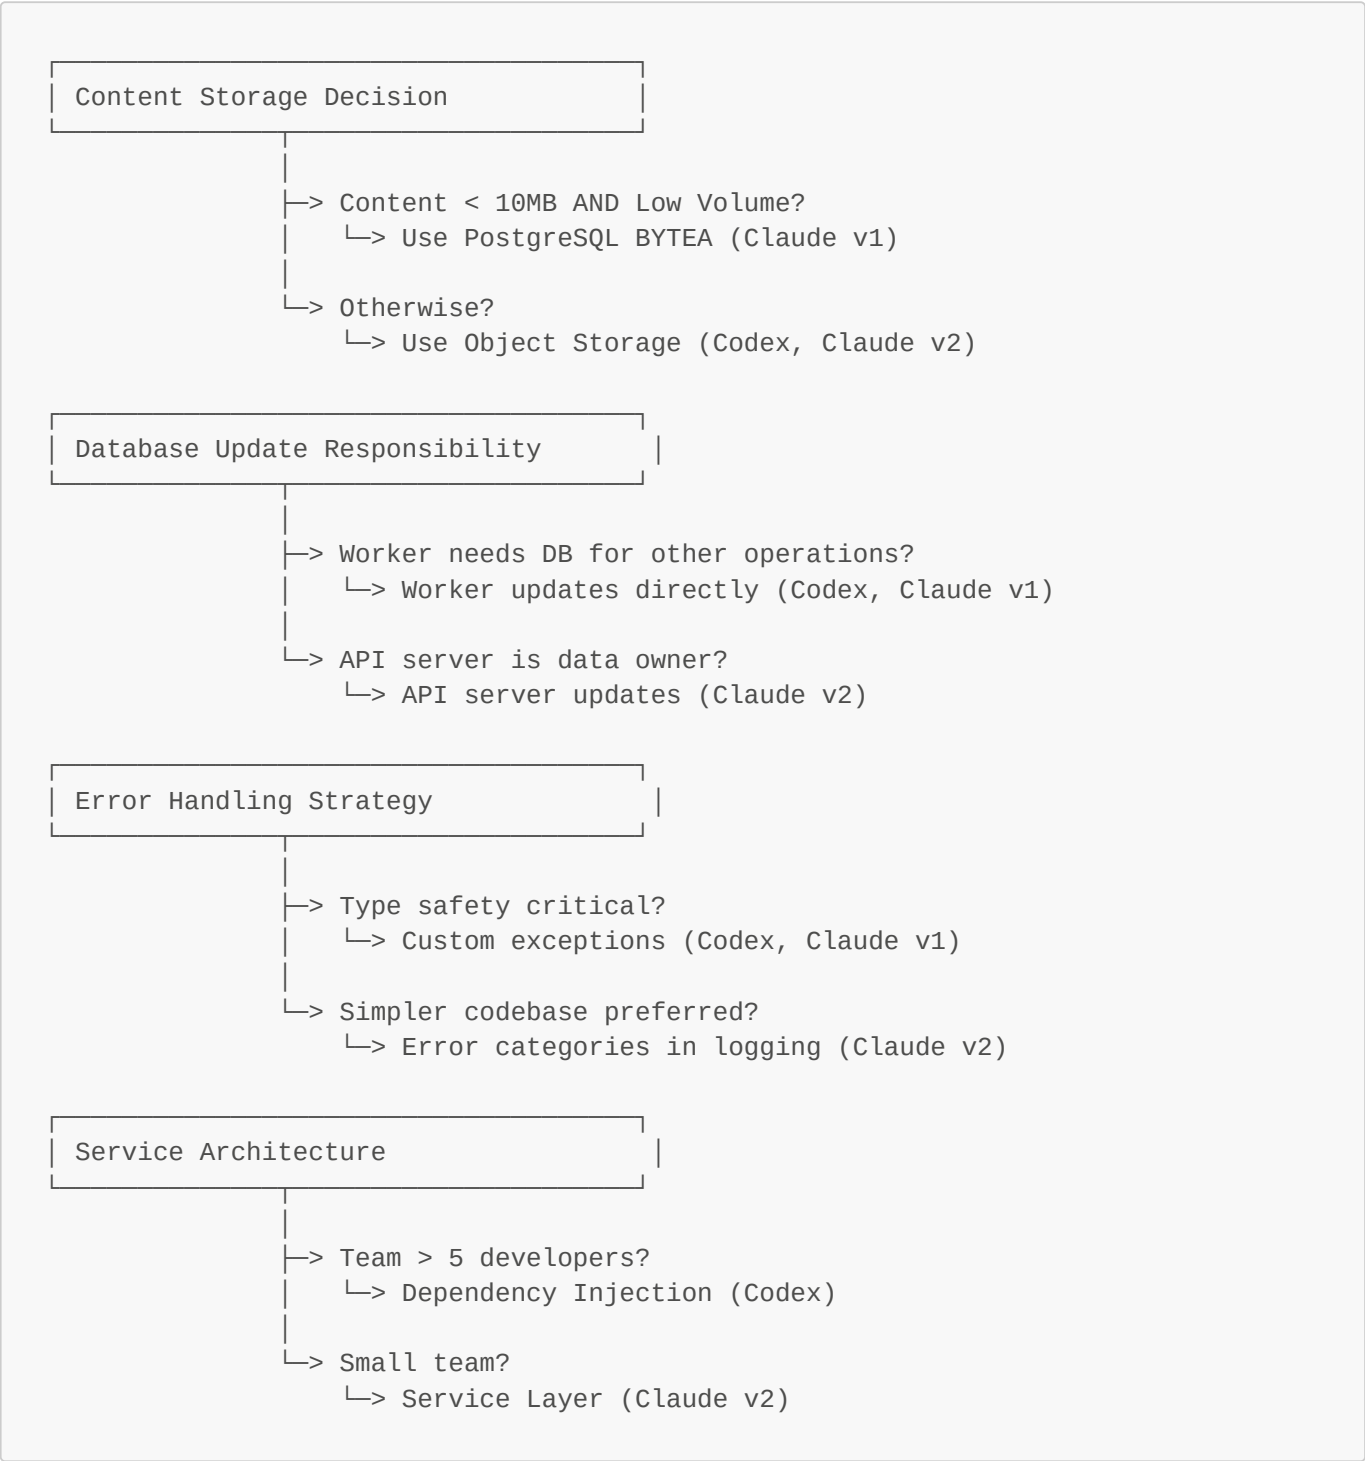 Content Storage Decision
├─> Content < 10MB AND Low Volume?
│   └─> Use PostgreSQL BYTEA (Claude v1)
└─> Otherwise?
└─> Use Object Storage (Codex, Claude v2)
Database Update Responsibility
├─> Worker needs DB for other operations?
│   └─> Worker updates directly (Codex, Claude v1)
└─> API server is data owner?
└─> API server updates (Claude v2)
Error Handling Strategy
├─> Type safety critical?
│   └─> Custom exceptions (Codex, Claude v1)
└─> Simpler codebase preferred?
└─> Error categories in logging (Claude v2)
Service Architecture
├─> Team > 5 developers?
│   └─> Dependency Injection (Codex)
└─> Small team?
└─> Service Layer (Claude v2)